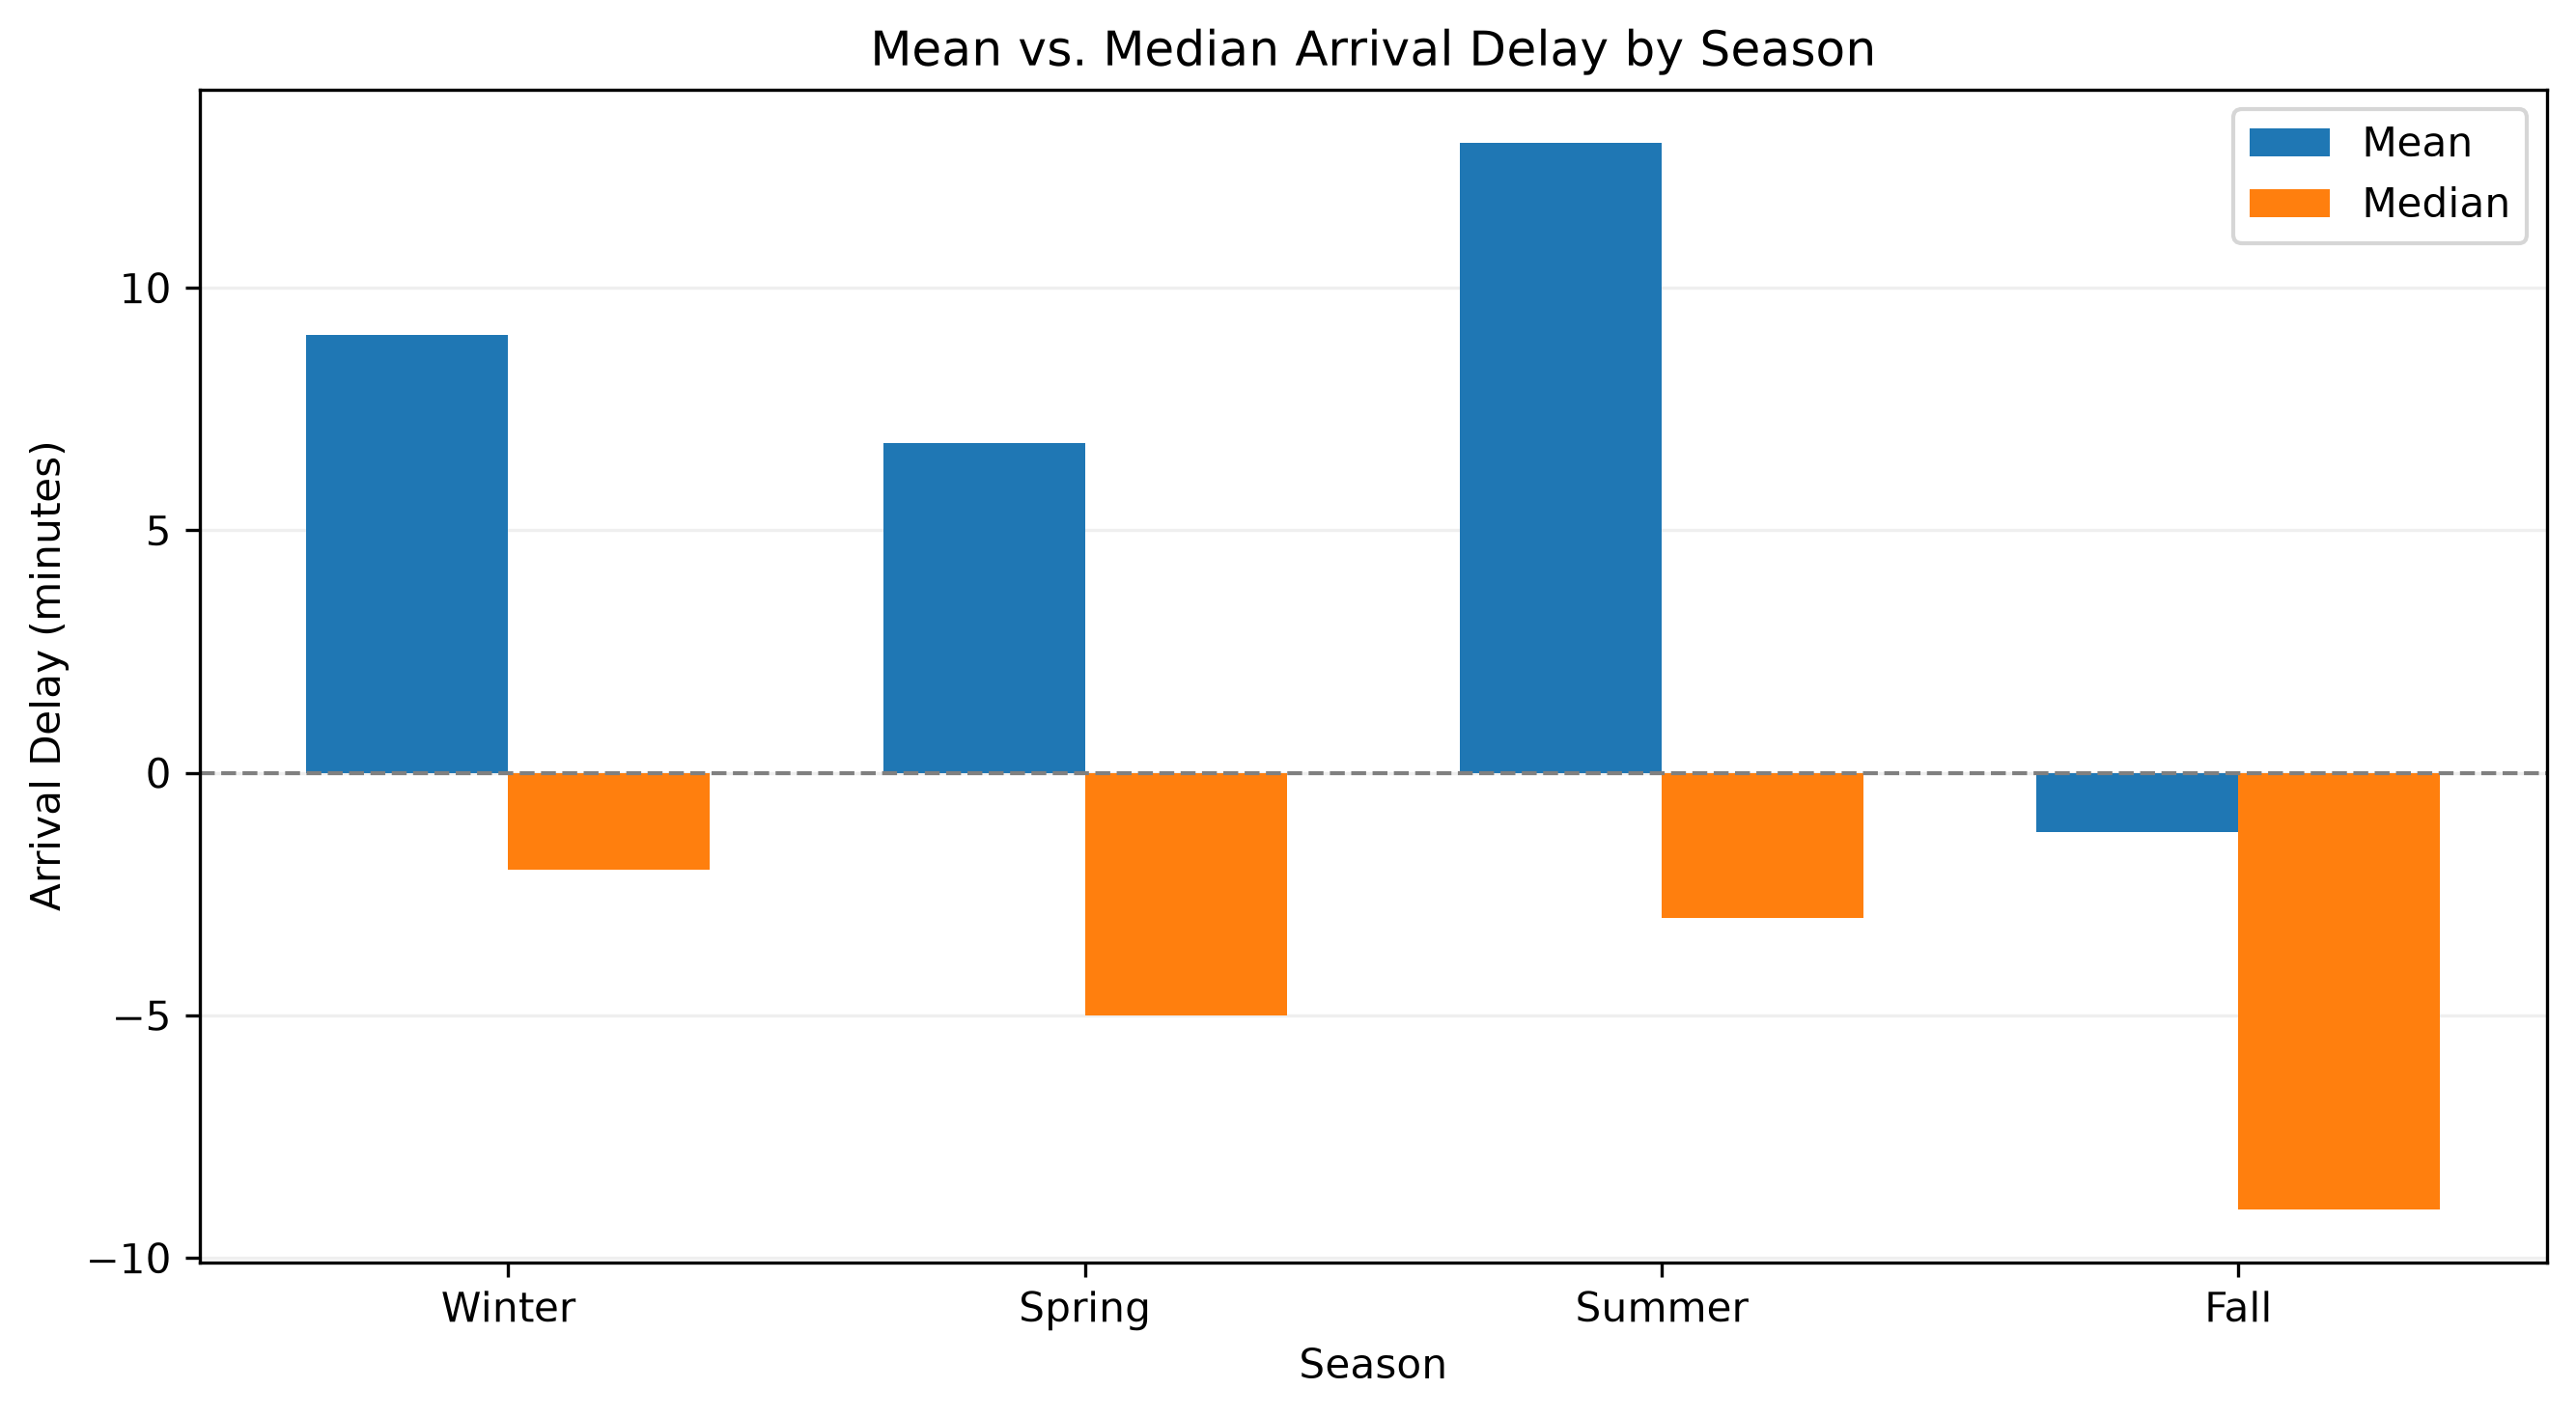 Mean vs. Median Arrival Delay by Season
Mean
Median
Arrival Delay (minutes)
10
5
0
−5
−10
Winter
Spring
Summer
Fall
Season